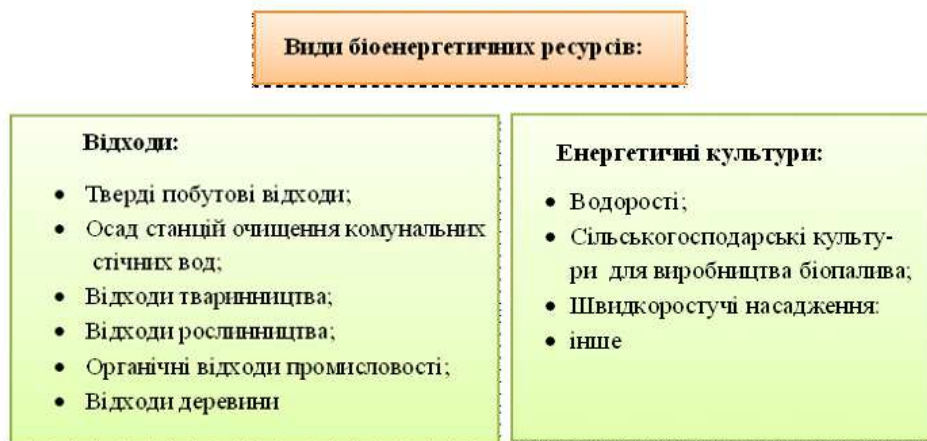 Види біоенергетичних ресурсів:
Відходи:
• Тверді побутові відходи;
• Осад станцій очищення комунальних
стічних вод;
• Відходи тваринництва;
• Відходи рослинництва;
• Органічні відходи промисловості;
• Відходи деревини
Енергетичні культури:
• Водорості;
• Сільськогосподарські культу-
ри для виробництва біопалива;
• Швидкоростучі насадження:
• інше